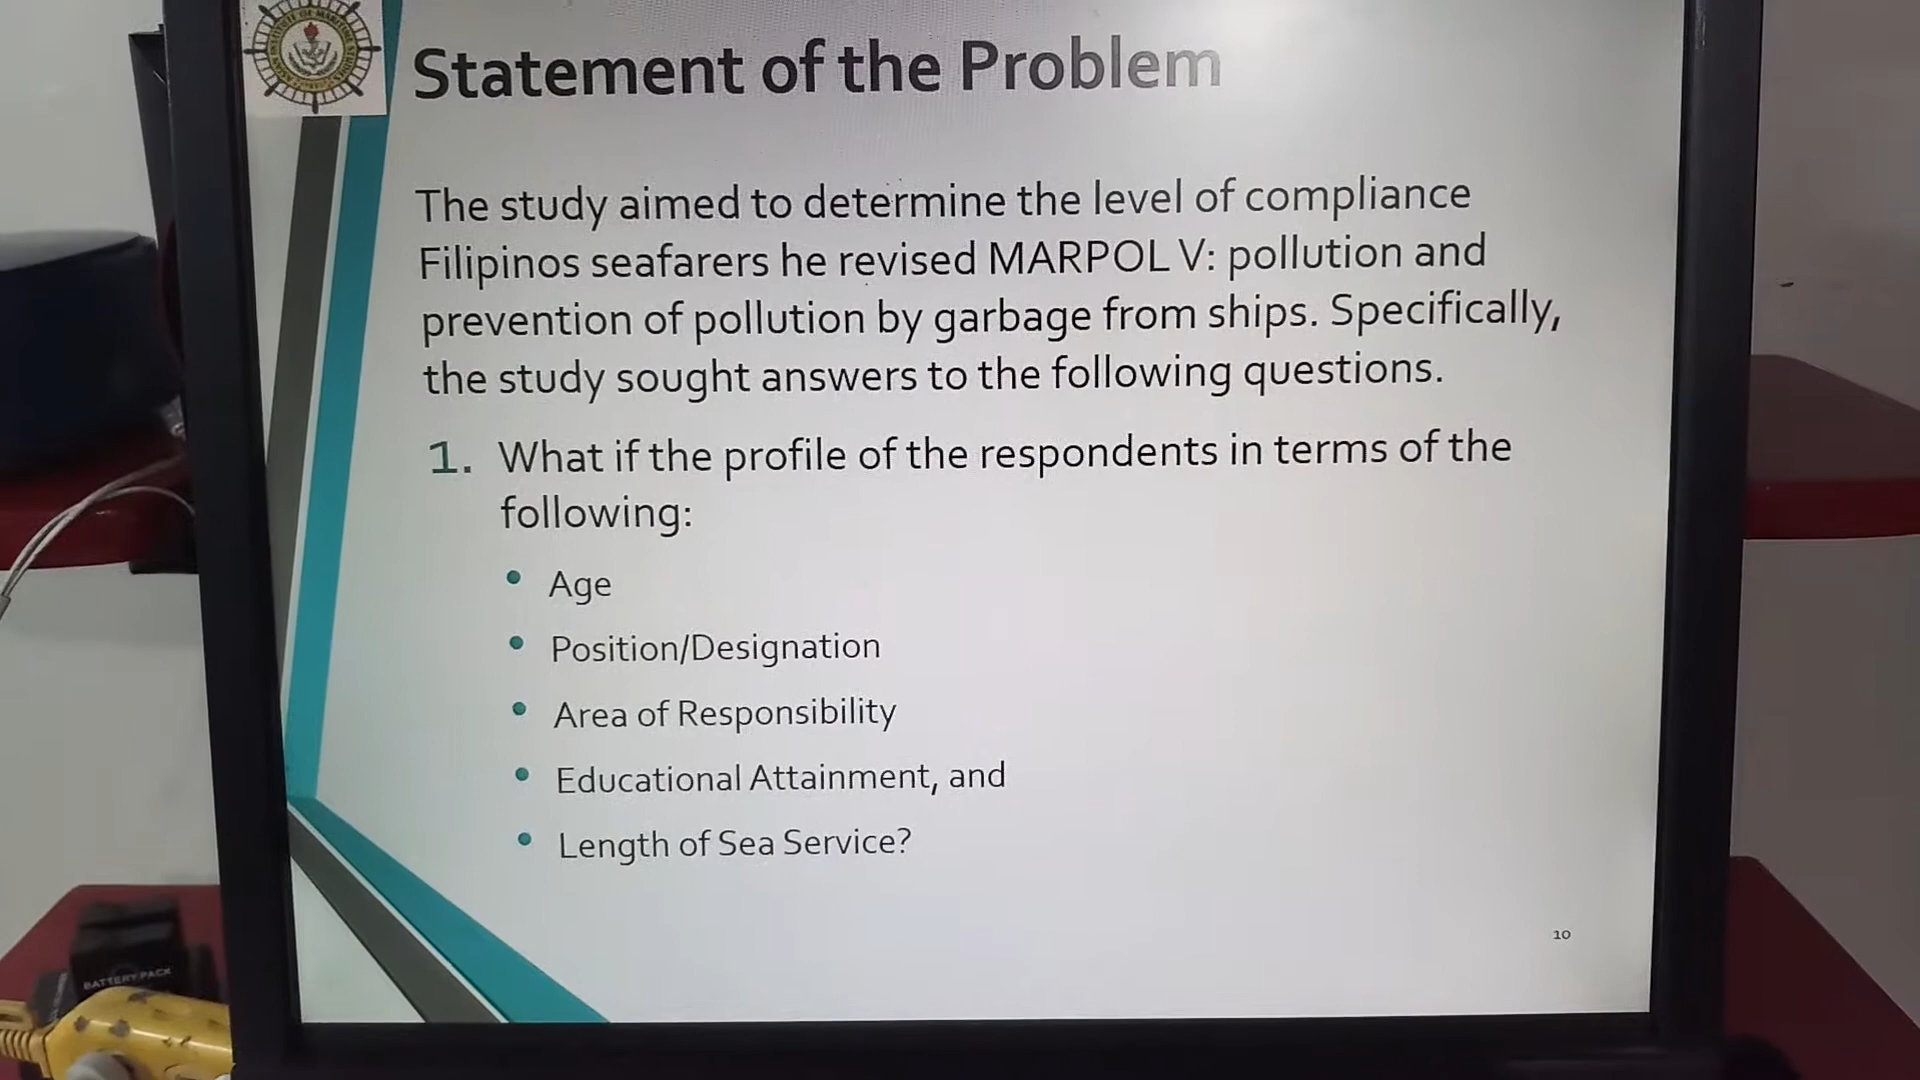 Statement of the Problem
The study aimed to determine the level of compliance
Filipinos seafarers he revised MARPOL V: pollution and
prevention of pollution by garbage from ships. Specifically,
the study sought answers to the following questions.
1. What if the profile of the respondents in terms of the
following:
• Age
• Position/Designation
• Area of Responsibility
• Educational Attainment, and
• Length of Sea Service?
10
BATTERY PACK